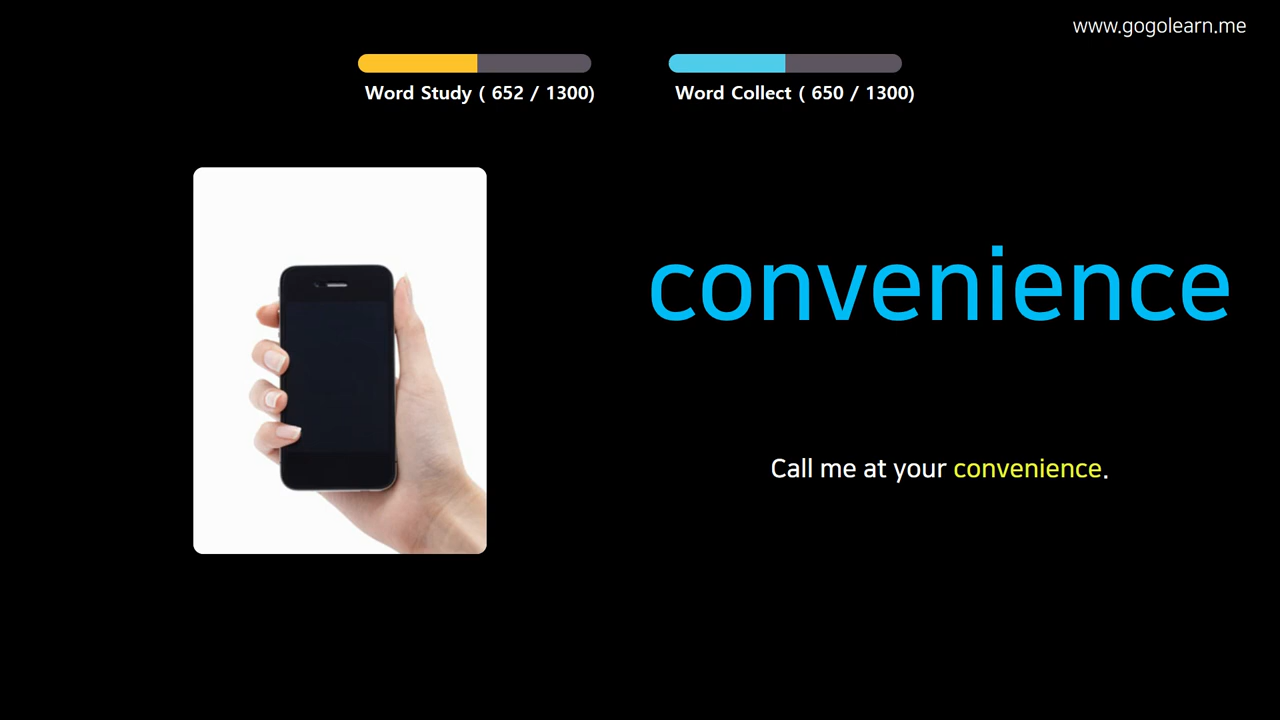 www.gogolearn.me
Word Study ( 652 / 1300)
Word Collect ( 650 / 1300)
convenience
Call me at your convenience.